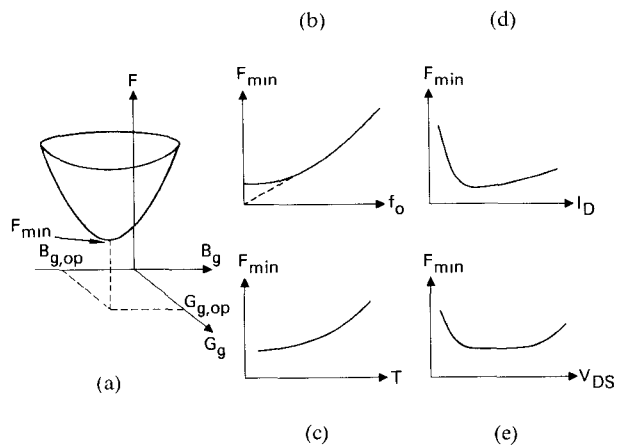 (b)
(d)
F
F_min
F_min
F_min
f_o
I_D
B_g,op
B_g
F_min
F_min
G_g,op
G_g
T
V_DS
(a)
(c)
(e)